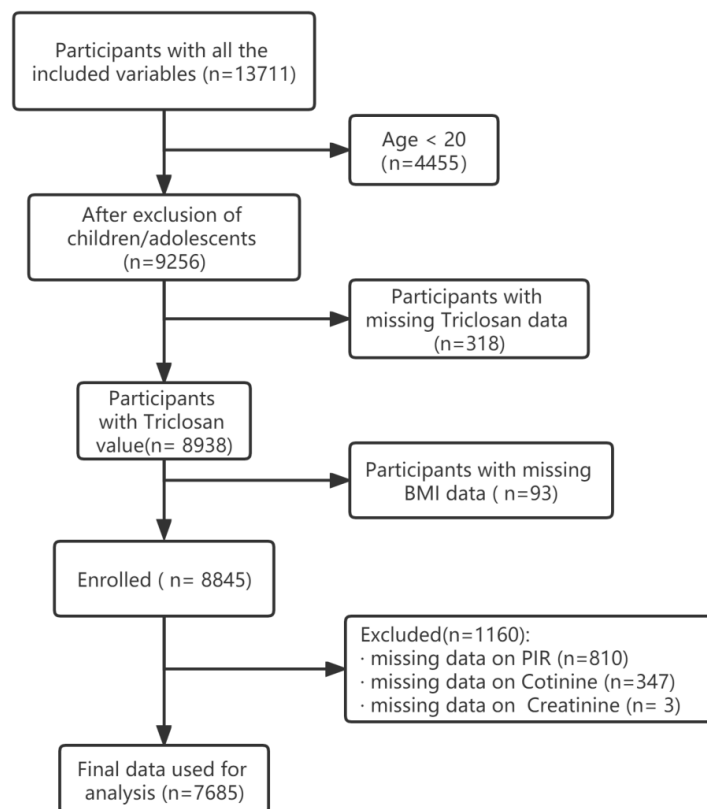 Participants with all the
included variables (n=13711)
Age < 20
(n=4455)
After exclusion of
children/adolescents
(n=9256)
Participants with
missing Triclosan data
(n=318)
Participants
with Triclosan
value(n= 8938)
Participants with missing
BMI data ( n=93)
Enrolled ( n= 8845)
Excluded(n=1160):
· missing data on PIR (n=810)
· missing data on Cotinine (n=347)
· missing data on  Creatinine (n= 3)
Final data used for
analysis (n=7685)